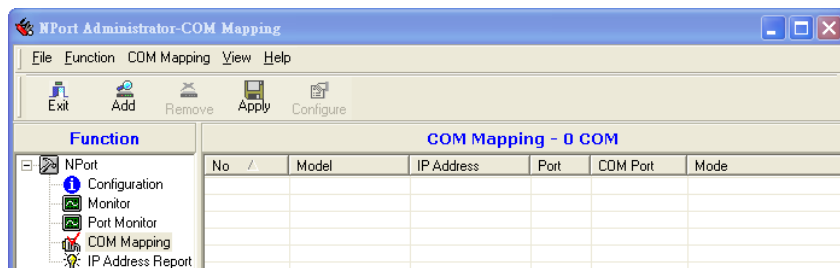 NPort Administrator-COM Mapping
File Function COM Mapping View Help
Exit Add Remove Apply Configure
Function
COM Mapping - 0 COM
NPort
Configuration
Monitor
Port Monitor
COM Mapping
IP Address Report
No Model IP Address Port COM Port Mode